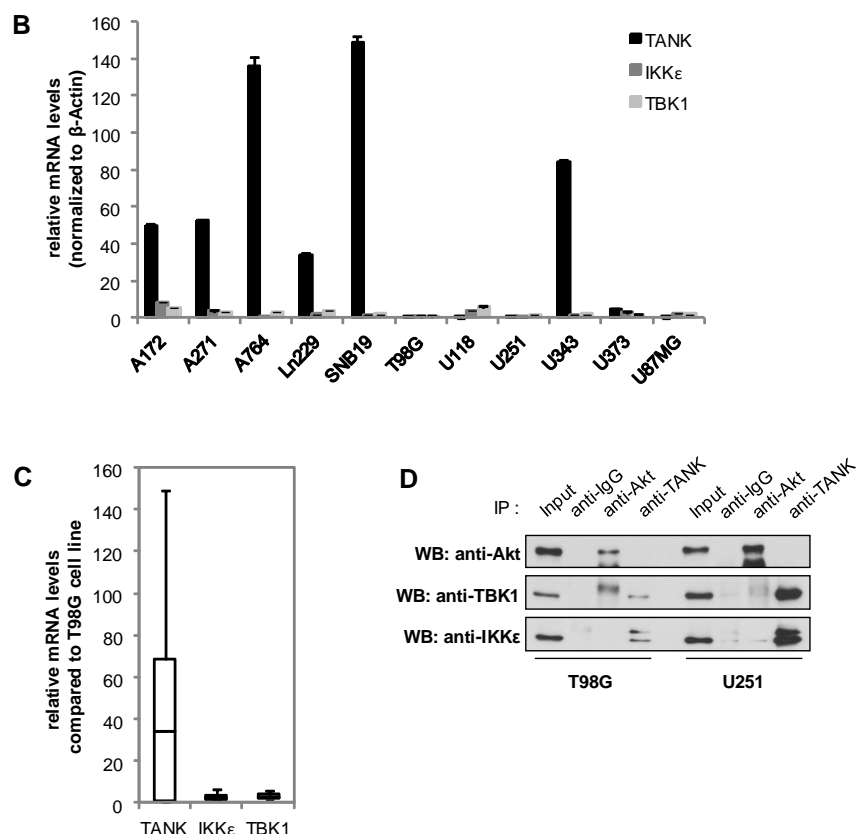 B
relative mRNA levels
(normalized to β-Actin)
160
140
120
100
80
60
40
20
0
TANK
IKKε
TBK1
A172
A271
A764
Ln229
SNB19
T98G
U118
U251
U343
U373
U87MG
C
relative mRNA levels
compared to T98G cell line
160
140
120
100
80
60
40
20
0
TANK IKKε TBK1
D
IP : Input anti-IgG anti-Akt anti-TANK Input anti-IgG anti-Akt anti-TANK
WB: anti-Akt
WB: anti-TBK1
WB: anti-IKKε
T98G U251